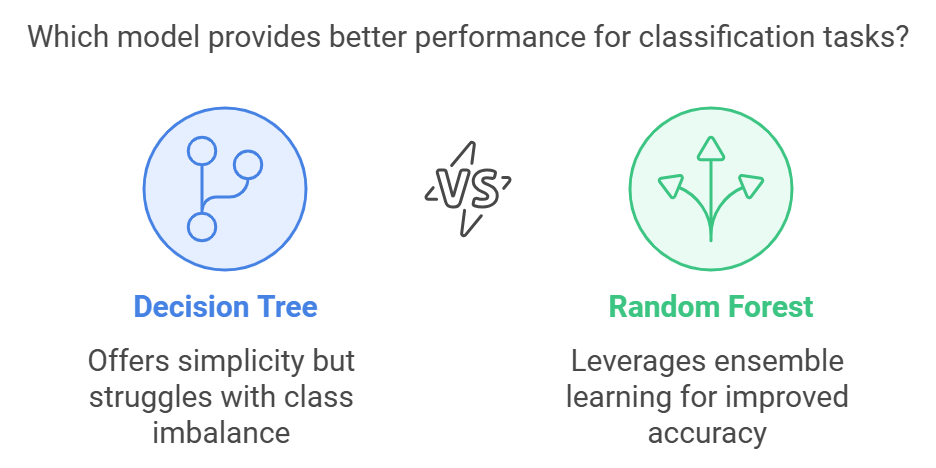 Which model provides better performance for classification tasks?
VS
Decision Tree
Offers simplicity but
struggles with class
imbalance
Random Forest
Leverages ensemble
learning for improved
accuracy